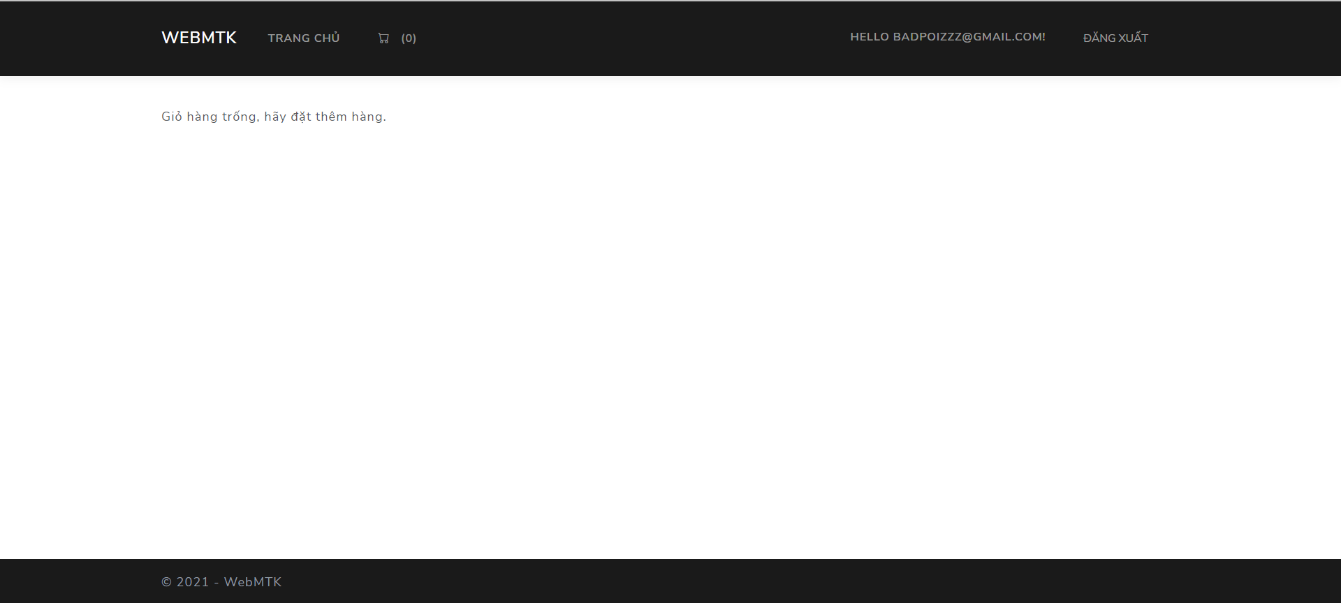 WEBMTK TRANG CHỦ (0) HELLO BADPOIZZZ@GMAIL.COM! ĐĂNG XUẤT
Giỏ hàng trống, hãy đặt thêm hàng.
© 2021 - WebMTK